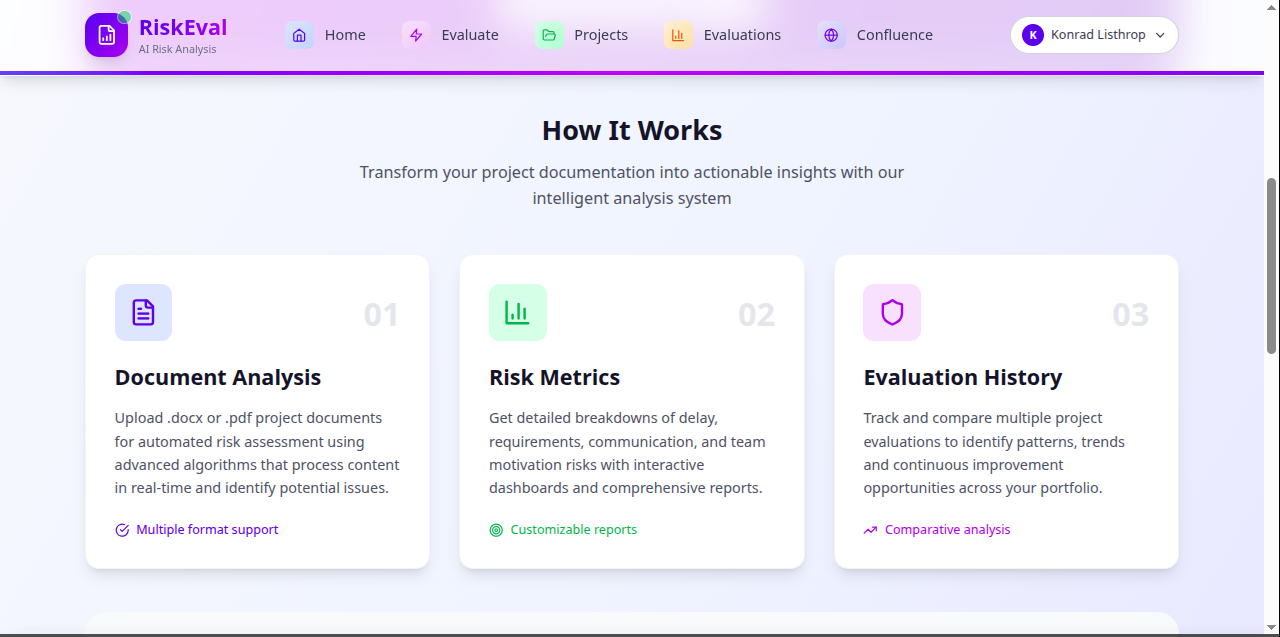 RiskEval
AI Risk Analysis
Home
Evaluate
Projects
Evaluations
Confluence
K
Konrad Listhrop
How It Works
Transform your project documentation into actionable insights with our
intelligent analysis system
01
Document Analysis
Upload .docx or .pdf project documents
for automated risk assessment using
advanced algorithms that process content
in real-time and identify potential issues.
Multiple format support
02
Risk Metrics
Get detailed breakdowns of delay,
requirements, communication, and team
motivation risks with interactive
dashboards and comprehensive reports.
Customizable reports
03
Evaluation History
Track and compare multiple project
evaluations to identify patterns, trends
and continuous improvement
opportunities across your portfolio.
Comparative analysis